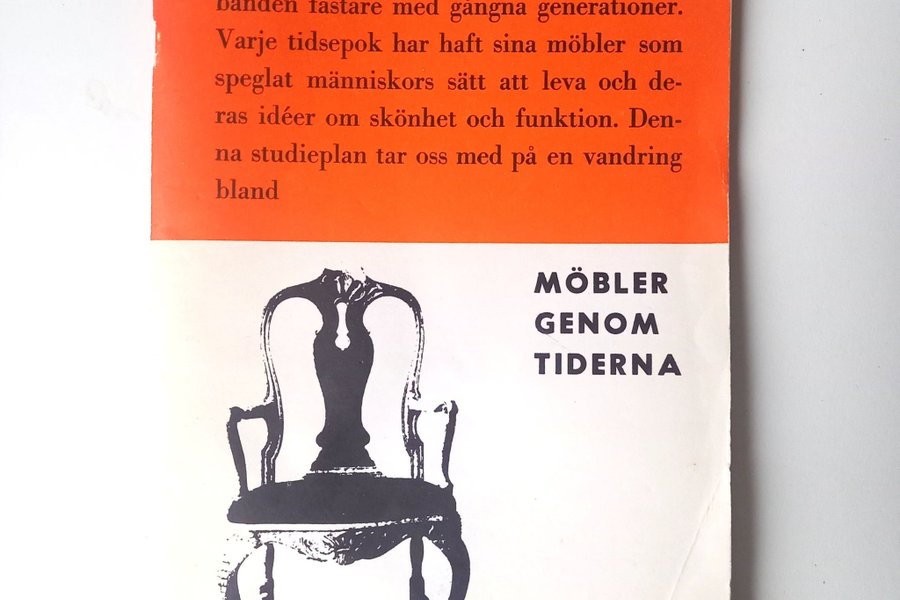 banden fastare med gångna generationer.
Varje tidsepok har haft sina möbler som
speglat människors sätt att leva och de-
ras idéer om skönhet och funktion. Den-
na studieplan tar oss med på en vandring
bland
MÖBLER
GENOM
TIDERNA